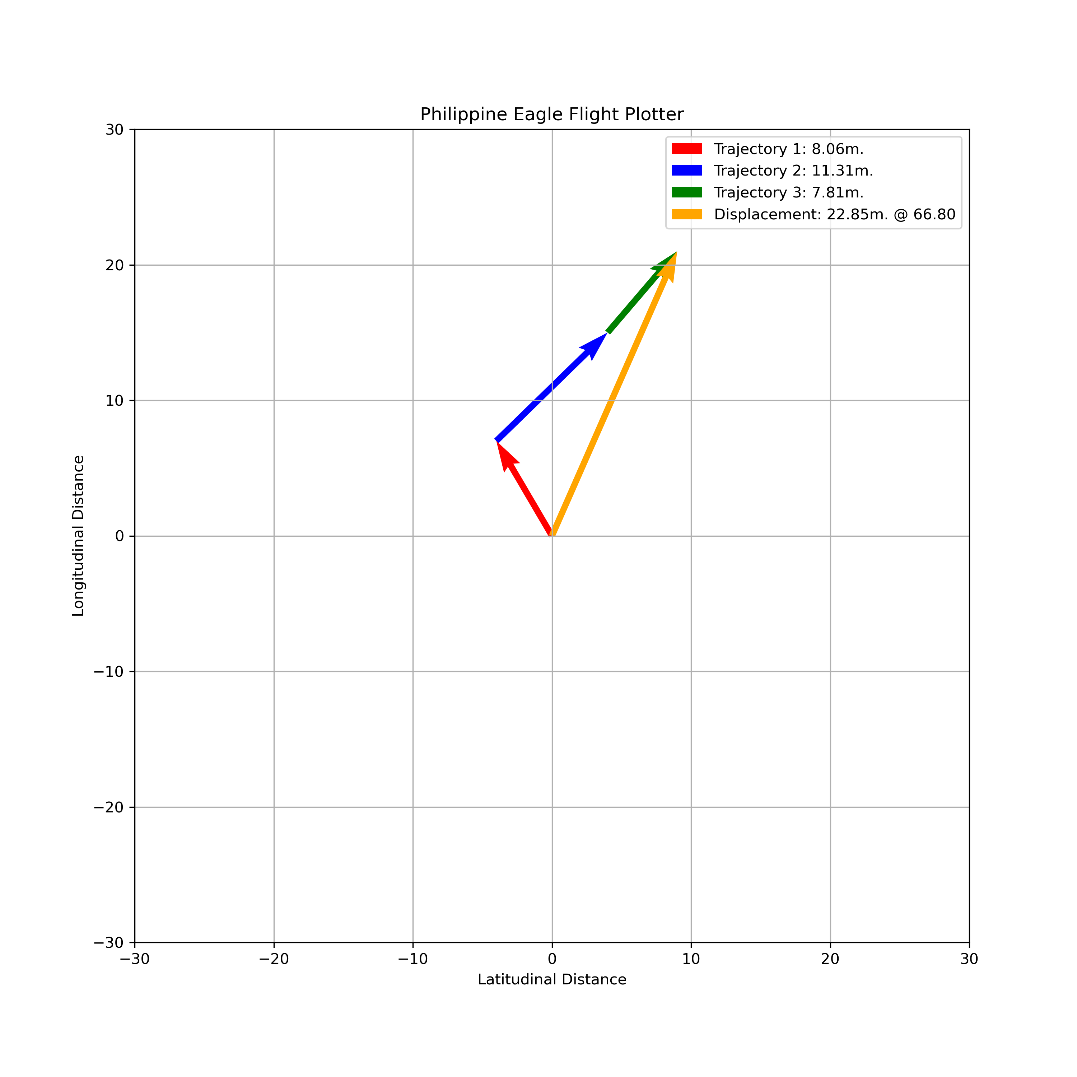 Philippine Eagle Flight Plotter
Trajectory 1: 8.06m.
Trajectory 2: 11.31m.
Trajectory 3: 7.81m.
Displacement: 22.85m. @ 66.80
30
20
10
0
−10
−20
−30
Longitudinal Distance
−30 −20 −10 0 10 20 30
Latitudinal Distance